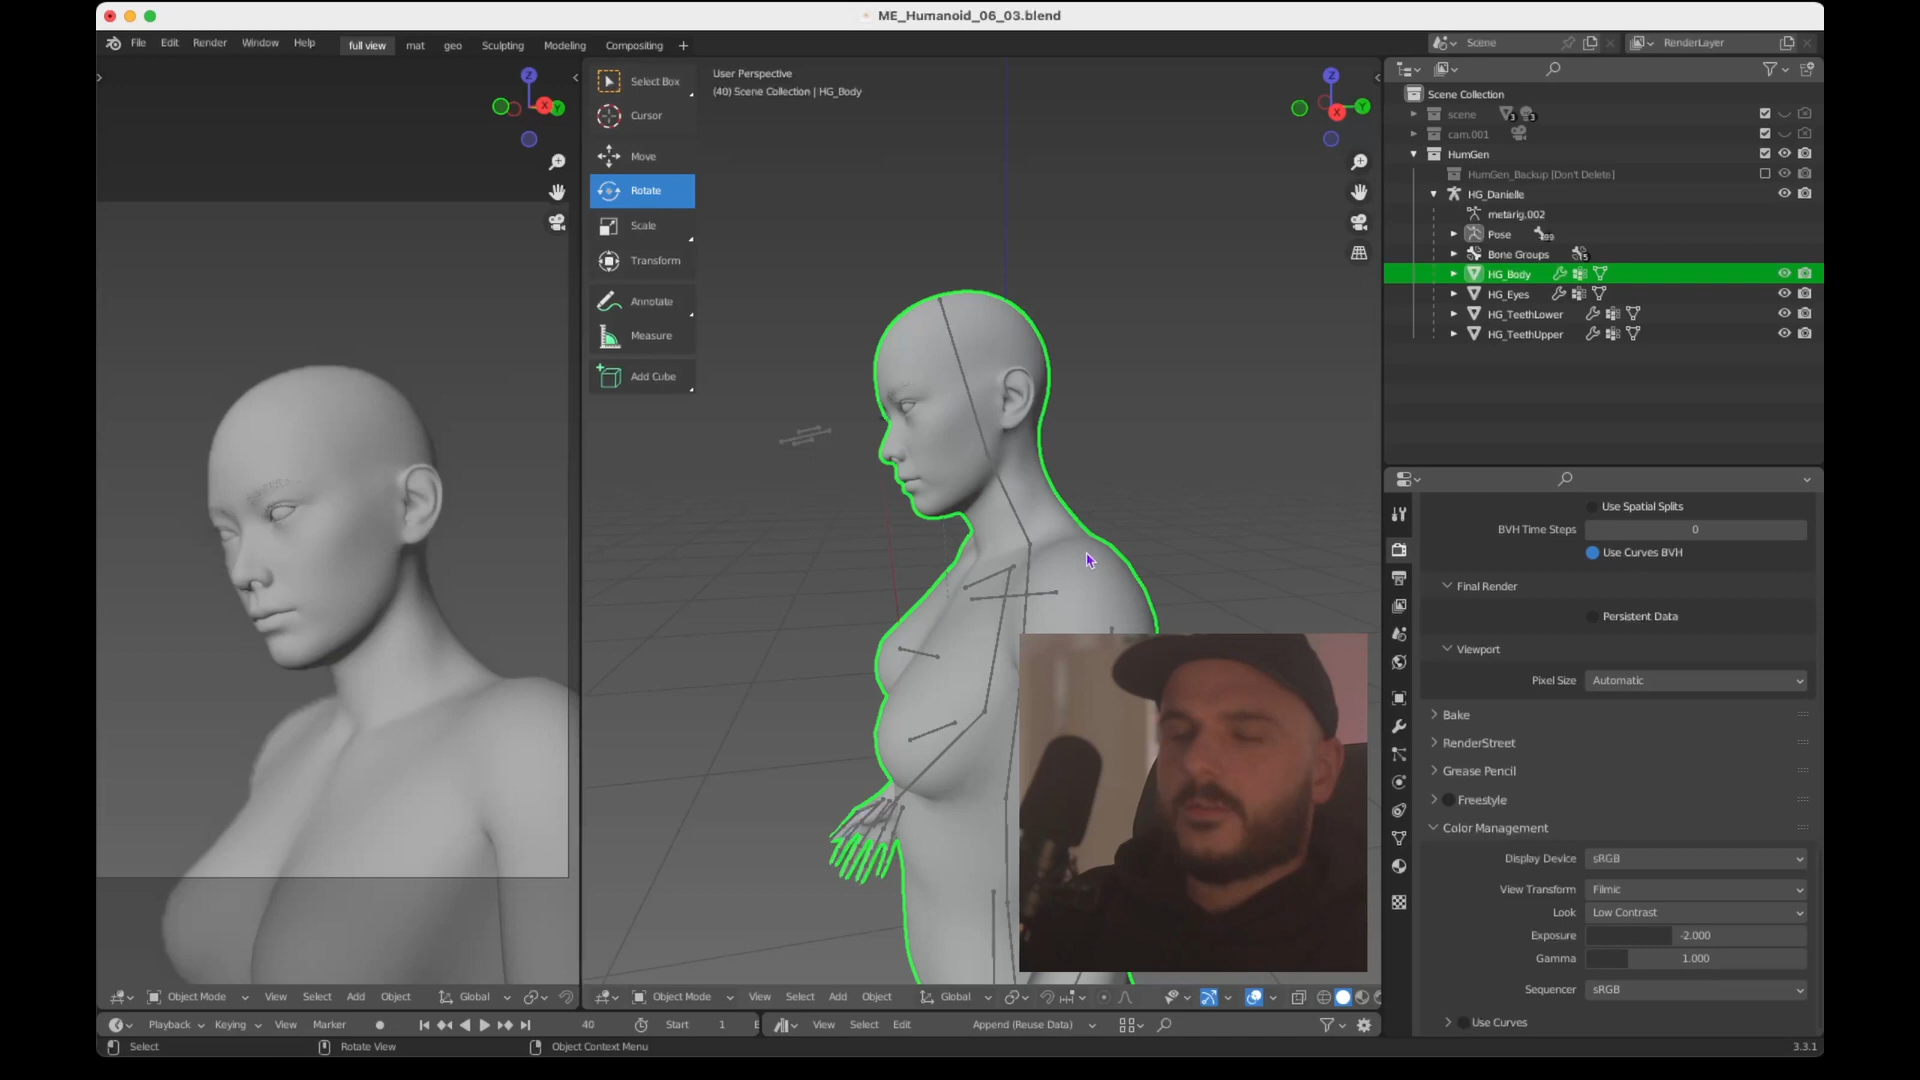 ME_Humanoid_06_03.blend
File Edit Render Window Help
full view mat geo Sculpting Modeling Compositing +
Scene
RenderLayer
Select Box
Cursor
Move
Rotate
Scale
Transform
Annotate
Measure
Add Cube
User Perspective
(40) Scene Collection | HG_Body
Z
X
Y
Z
X
Y
Scene Collection
scene 3 3
cam.001
HumGen
HumGen_Backup [Don't Delete]
HG_Danielle
metarig.002
Pose
Bone Groups 15
HG_Body
HG_Eyes
HG_TeethLower
HG_TeethUpper
Use Spatial Splits
BVH Time Steps 0
Use Curves BVH
Final Render
Persistent Data
Viewport
Pixel Size Automatic
Bake
RenderStreet
Grease Pencil
Freestyle
Color Management
Display Device sRGB
View Transform Filmic
Look Low Contrast
Exposure -2.000
Gamma 1.000
Sequencer sRGB
Use Curves
Object Mode View Select Add Object Global
Object Mode View Select Add Object Global
Playback Keying View Marker 40 Start 1 E
View Select Edit Append (Reuse Data)
Select Rotate View Object Context Menu 3.3.1